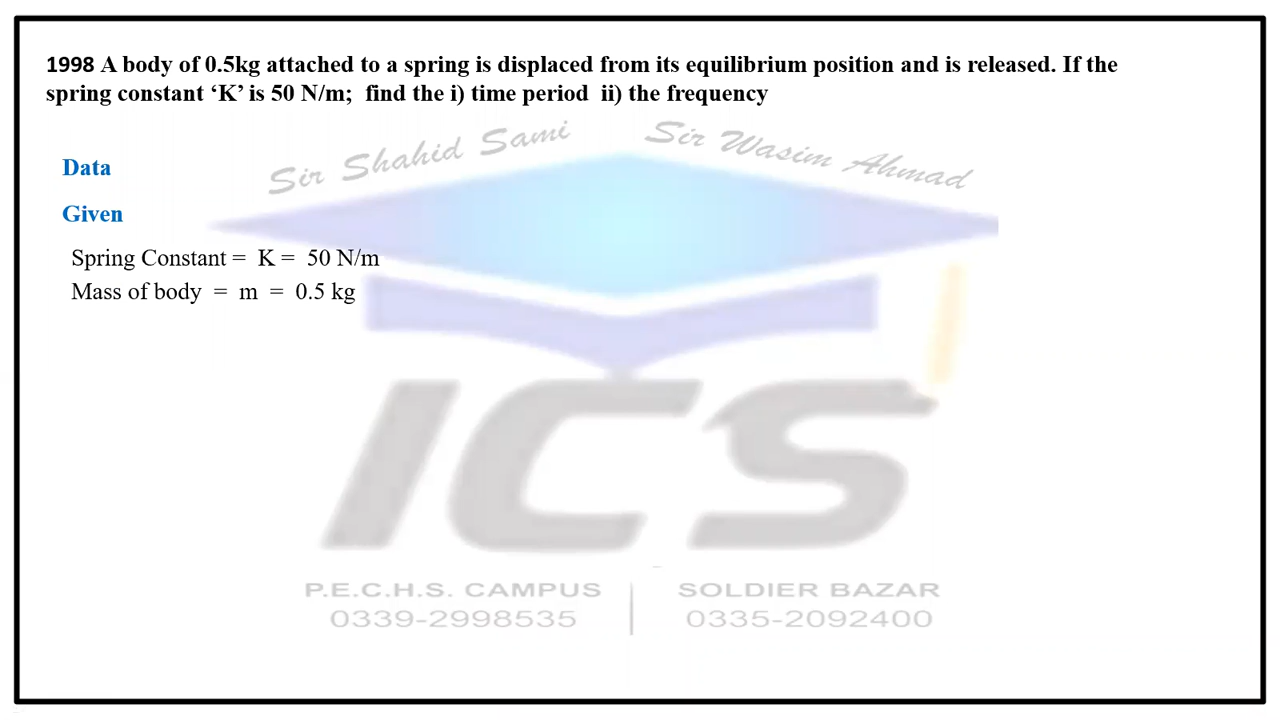 1998 A body of 0.5kg attached to a spring is displaced from its equilibrium position and is released. If the
spring constant ‘K’ is 50 N/m;  find the i) time period  ii) the frequency
Sir Shahid Sami
Sir Wasim Ahmad
Data
Given
Spring Constant =  K =  50 N/m
Mass of body  =  m  =  0.5 kg
ICS
P.E.C.H.S. CAMPUS
0339-2998535
SOLDIER BAZAR
0335-2092400